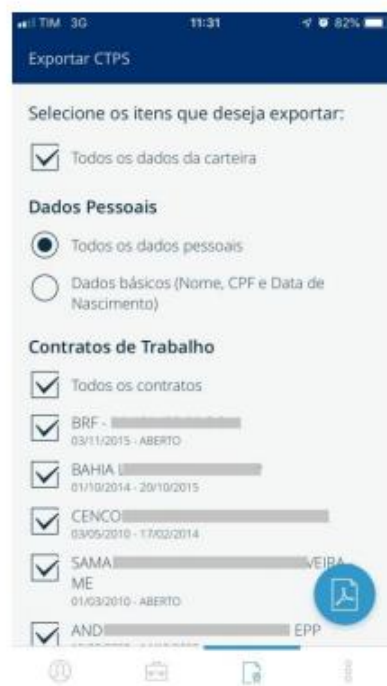 TIM 3G 11:31 82%
Exportar CTPS
Selecione os itens que deseja exportar:
Todos os dados da carteira
Dados Pessoais
Todos os dados pessoais
Dados básicos (Nome, CPF e Data de
Nascimento)
Contratos de Trabalho
Todos os contratos
BRF -
03/11/2015 - ABERTO
BAHIA
01/10/2014 - 20/10/2015
CENCO
03/05/2010 - 17/02/2014
SAMA VEIRA
ME
01/03/2010 - ABERTO
AND EPP